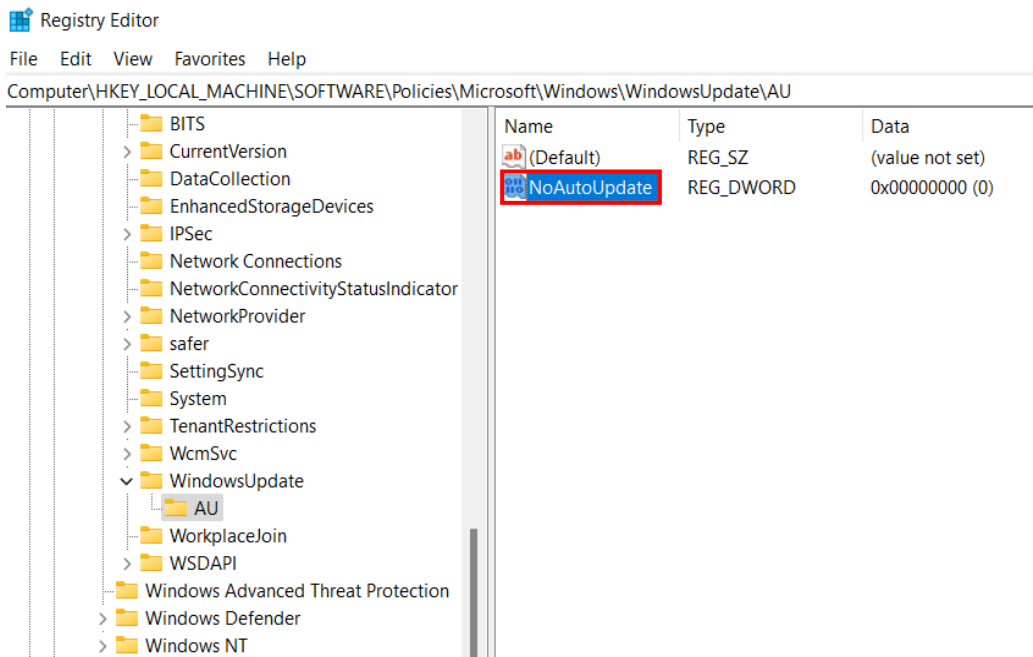 Registry Editor
File Edit View Favorites Help
Computer\HKEY_LOCAL_MACHINE\SOFTWARE\Policies\Microsoft\Windows\WindowsUpdate\AU
BITS
CurrentVersion
DataCollection
EnhancedStorageDevices
IPSec
Network Connections
NetworkConnectivityStatusIndicator
NetworkProvider
safer
SettingSync
System
TenantRestrictions
WcmSvc
WindowsUpdate
AU
WorkplaceJoin
WSDAPI
Windows Advanced Threat Protection
Windows Defender
Windows NT
Name Type Data
(Default) REG_SZ (value not set)
NoAutoUpdate REG_DWORD 0x00000000 (0)